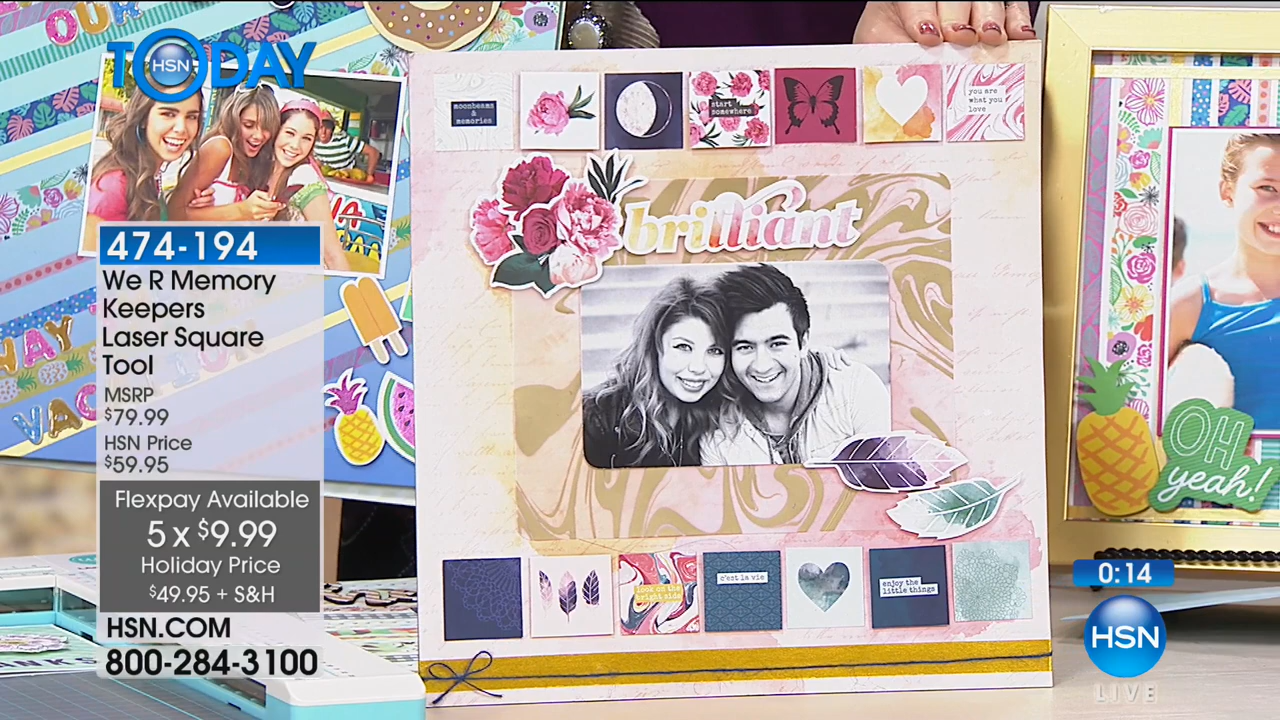 OUR
HSN
TODAY
474-194
We R Memory
Keepers
Laser Square
Tool
MSRP
$79.99
HSN Price
$59.95
Flexpay Available
5 x $9.99
Holiday Price
$49.95 + S&H
HSN.COM
800-284-3100
moonbeams
&
memories
start
somewhere
you are
what you
love
brilliant
look on the
bright side
c'est la vie
enjoy the
little things
OH
yeah!
0:14
HSN
LIVE